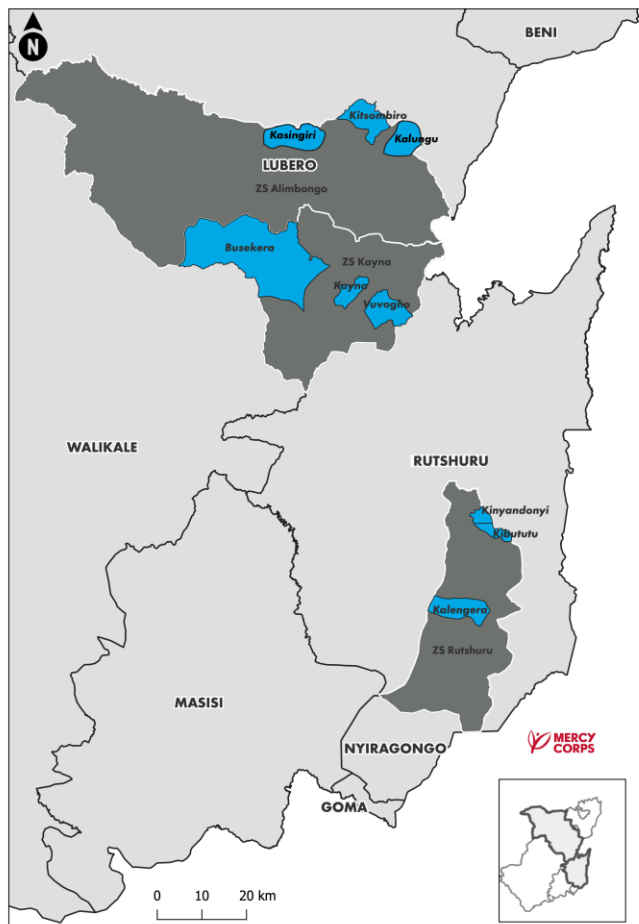 N
BENI
Kitsombiro
Kasingiri
Kalungu
LUBERO
ZS Alimbongo
Busekera
ZS Kayna
Kayna
Vuvogho
WALIKALE
RUTSHURU
Kinyandonyi
Kibututu
Kalengera
ZS Rutshuru
MASISI
NYIRAGONGO
MERCY
CORPS
GOMA
0 10 20 km